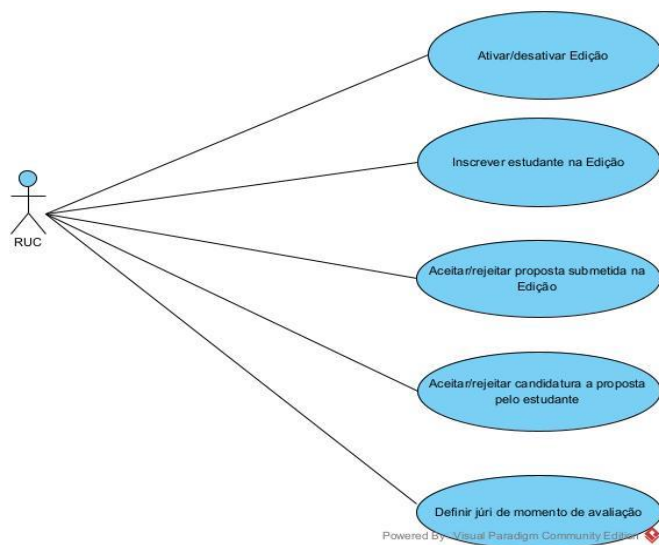 Ativar/desativar Edição
Inscrever estudante na Edição
RUC
Aceitar/rejeitar proposta submetida na
Edição
Aceitar/rejeitar candidatura a proposta
pelo estudante
Definir júri de momento de avaliação
Powered By Visual Paradigm Community Edition